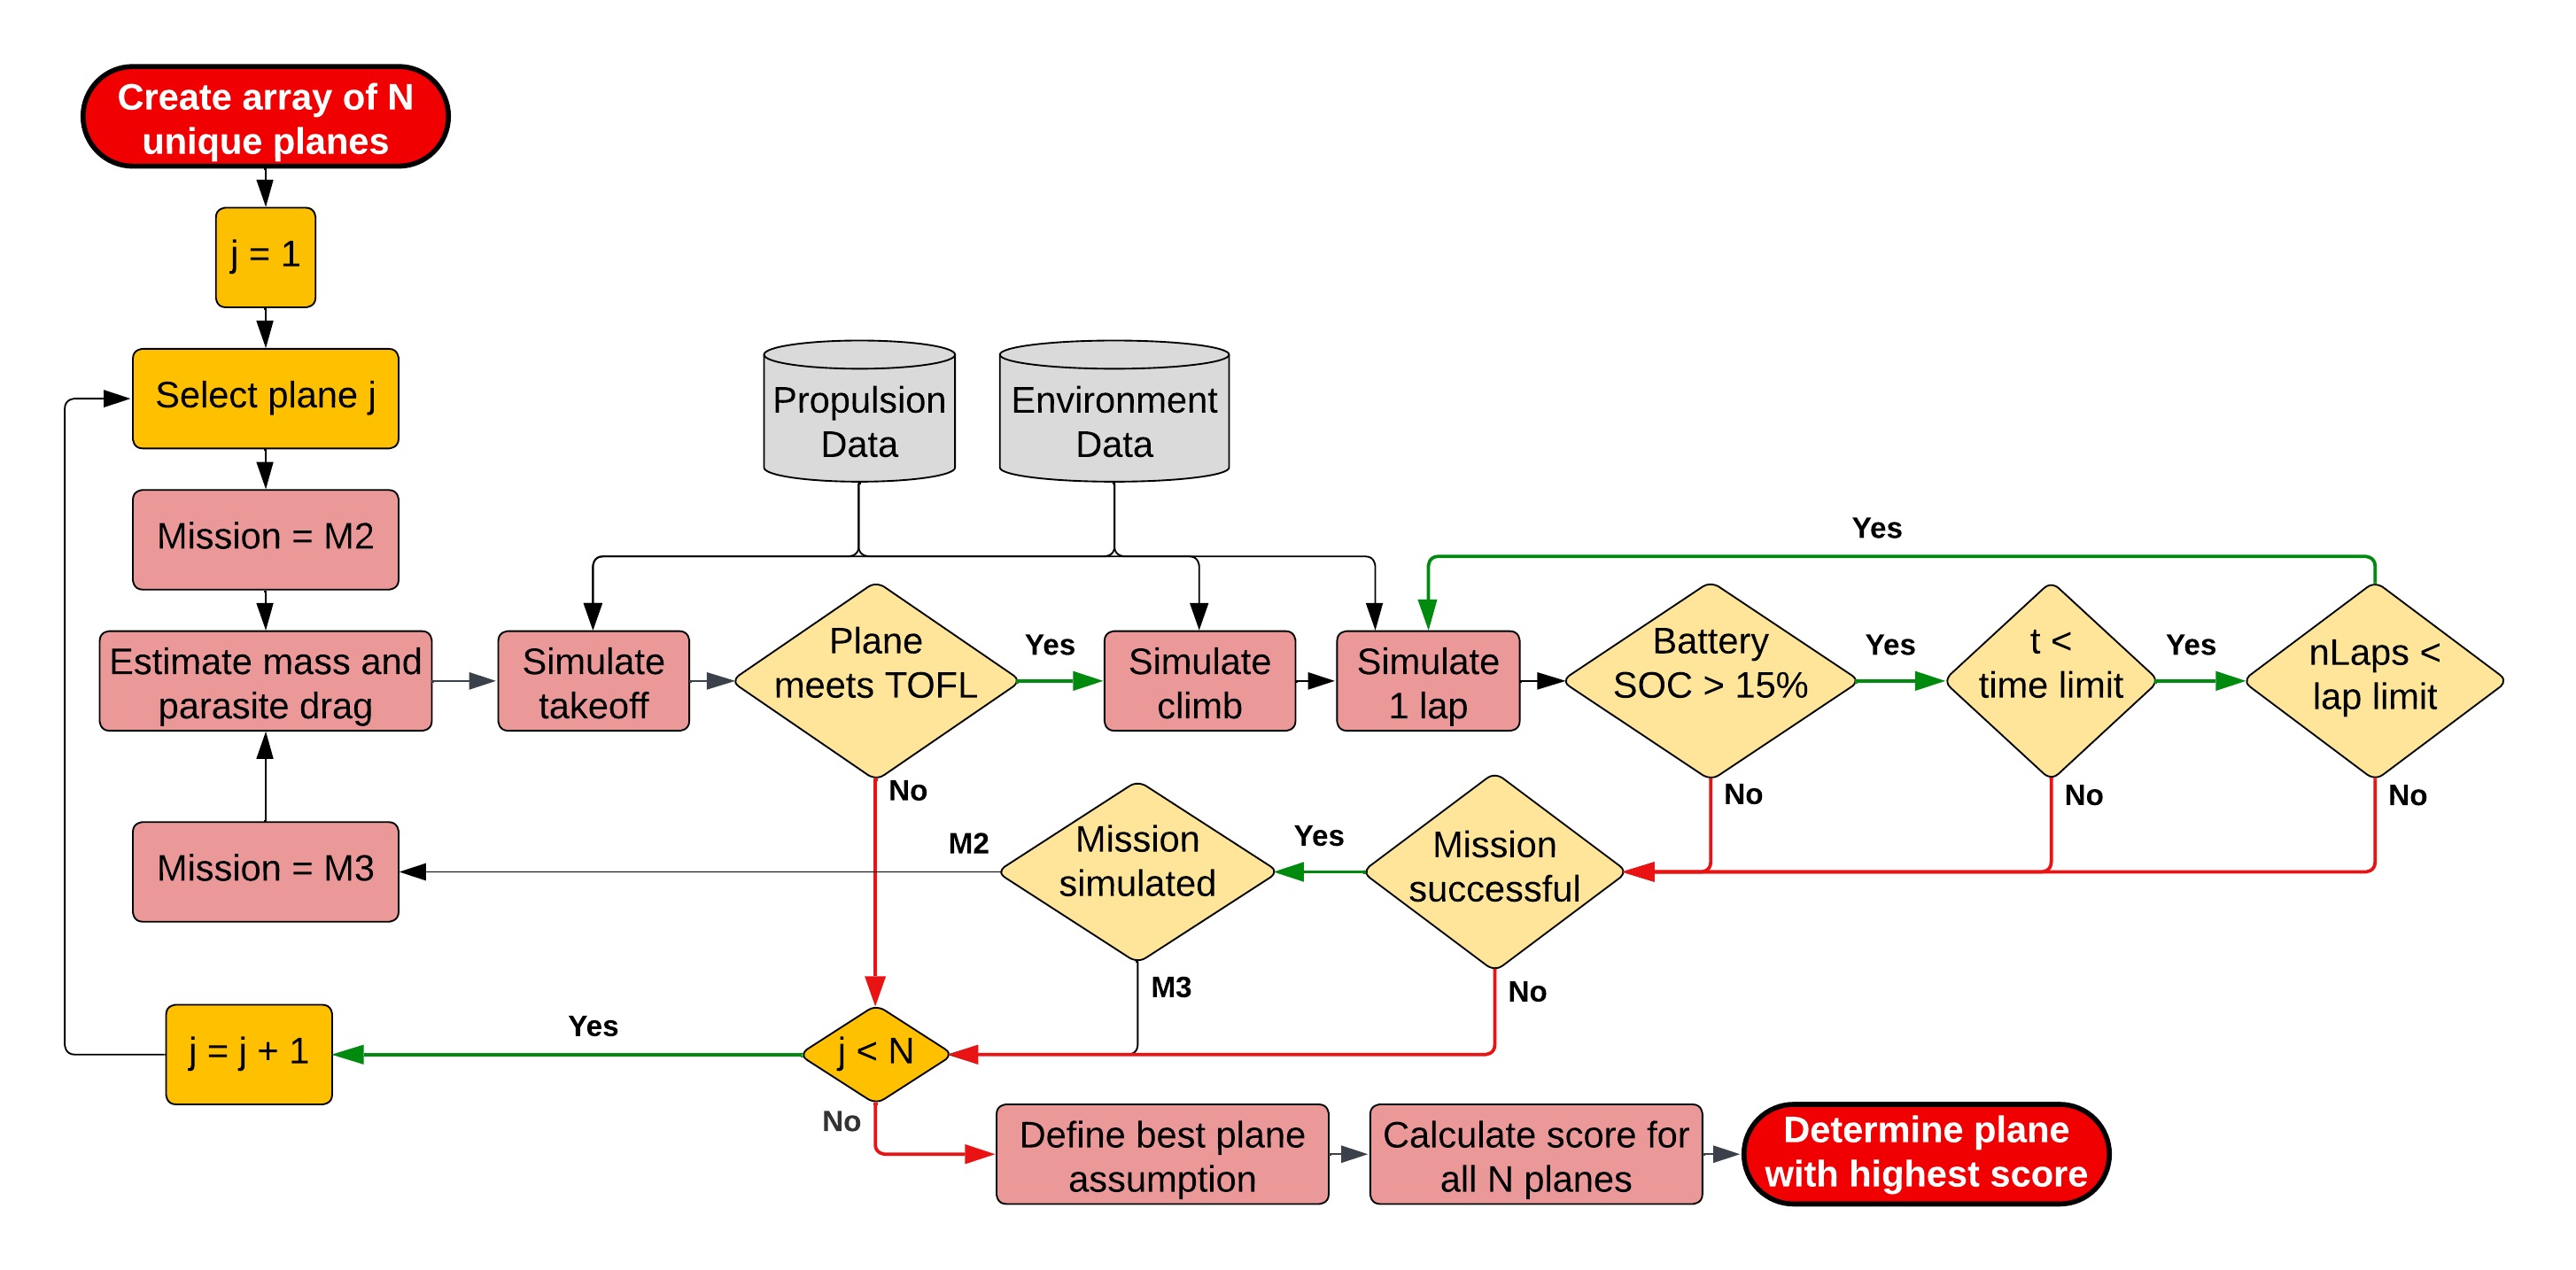 Create array of N
unique planes
j = 1
Select plane j
Mission = M2
Estimate mass and
parasite drag
Mission = M3
j = j + 1
Propulsion
Data
Environment
Data
Simulate
takeoff
Plane
meets TOFL
Yes
No
Simulate
climb
Simulate
1 lap
Battery
SOC > 15%
Yes
No
t <
time limit
Yes
No
nLaps <
lap limit
Yes
No
Mission
successful
Yes
No
Mission
simulated
M2
M3
j < N
Yes
No
Define best plane
assumption
Calculate score for
all N planes
Determine plane
with highest score